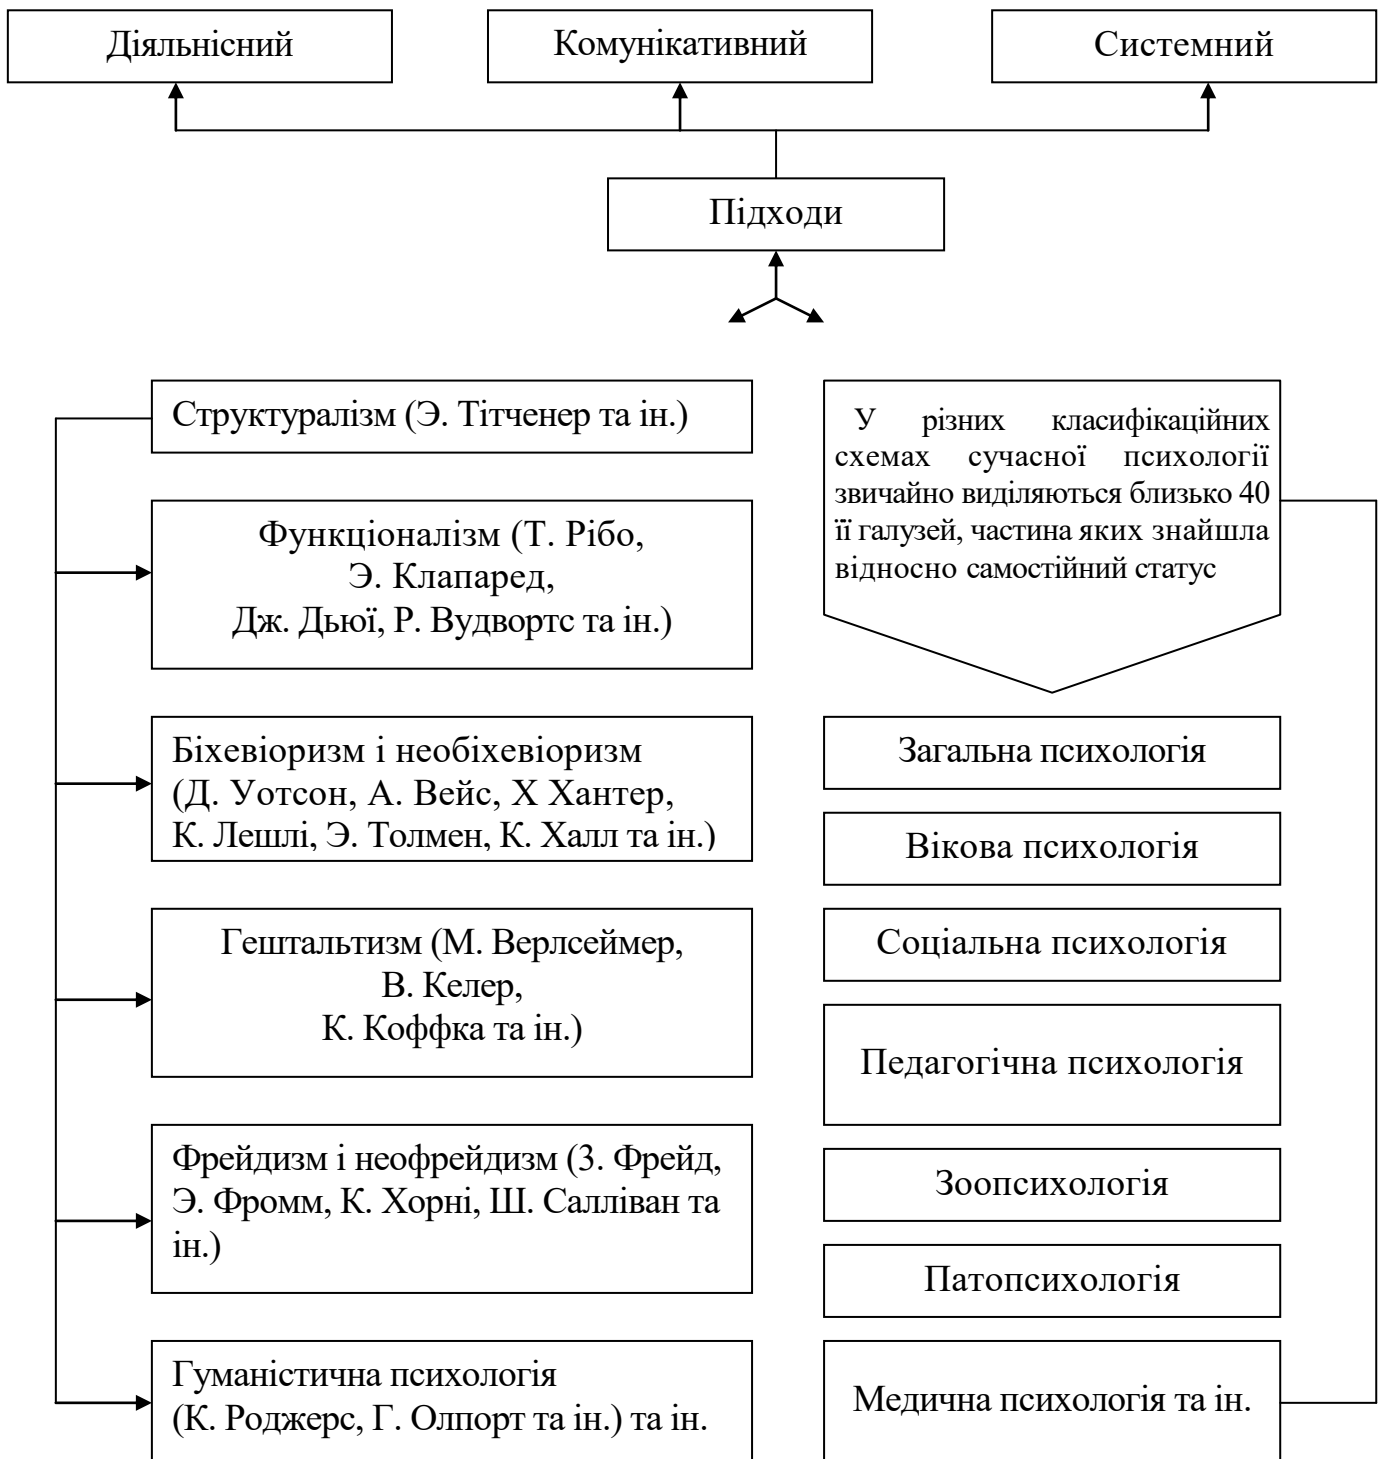 Діяльнісний
Комунікативний
Системний
Підходи
Структуралізм (Э. Тітченер та ін.)
Функціоналізм (Т. Рібо,
Э. Клапаред,
Дж. Дьюї, Р. Вудвортс та ін.)
Біхевіоризм і необіхевіоризм
(Д. Уотсон, А. Вейс, Х Хантер,
К. Лешлі, Э. Толмен, К. Халл та ін.)
Гештальтизм (М. Верлсеймер,
В. Келер,
К. Коффка та ін.)
Фрейдизм і неофрейдизм (З. Фрейд,
Э. Фромм, К. Хорні, Ш. Салліван та
ін.)
Гуманістична психологія
(К. Роджерс, Г. Олпорт та ін.) та ін.
У різних класифікаційних
схемах сучасної психології
звичайно виділяються близько 40
її галузей, частина яких знайшла
відносно самостійний статус
Загальна психологія
Вікова психологія
Соціальна психологія
Педагогічна психологія
Зоопсихологія
Патопсихологія
Медична психологія та ін.